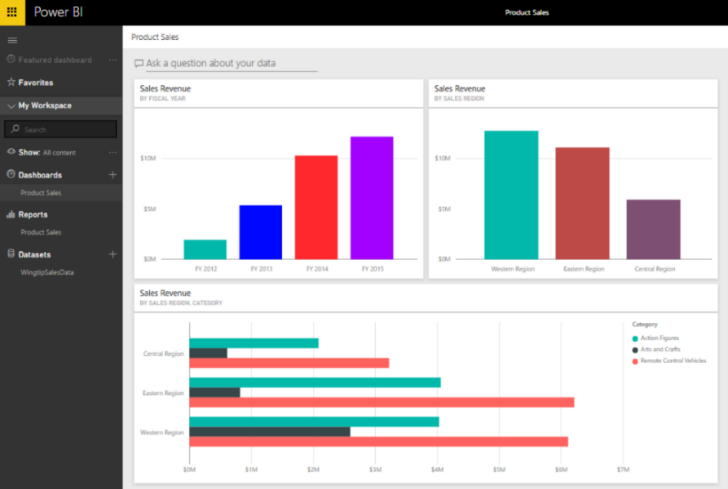 Power BI
Product Sales
Featured dashboard ...
Favorites
My Workspace
Search
Show: All content ...
Dashboards +
Product Sales
Reports
Product Sales
Datasets +
WingtipSalesData
Product Sales
Ask a question about your data
Sales Revenue
BY FISCAL YEAR
$10M
$5M
$0M
FY 2012 FY 2013 FY 2014 FY 2015
Sales Revenue
BY SALES REGION
$10M
$0M
Western Region Eastern Region Central Region
Sales Revenue
BY SALES REGION, CATEGORY
Central Region
Eastern Region
Western Region
$0M $1M $2M $3M $4M $5M $6M $7M
Category
Action Figures
Arts and Crafts
Remote Control Vehicles